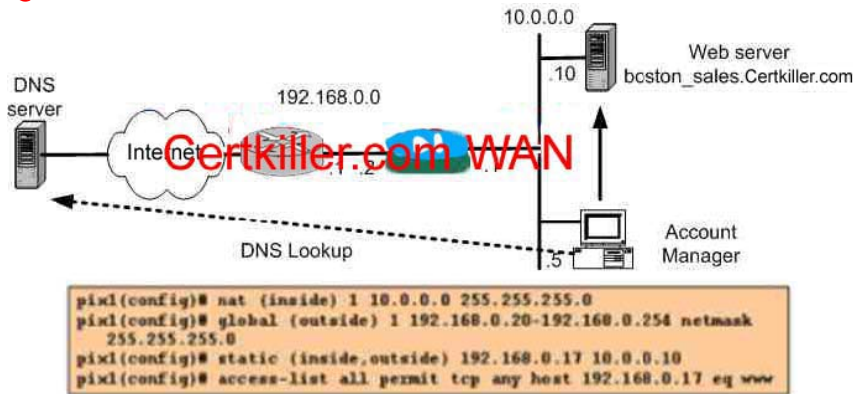 10.0.0.0
Web server
boston_sales.Certkiller.com
.10
DNS
server
192.168.0.0
Internet
Certkiller.com WAN
.1 .2 .1
DNS Lookup
.5
Account
Manager
pix1(config)# nat (inside) 1 10.0.0.0 255.255.255.0
pix1(config)# global (outside) 1 192.168.0.20-192.168.0.254 netmask
255.255.255.0
pix1(config)# static (inside,outside) 192.168.0.17 10.0.0.10
pix1(config)# access-list all permit tcp any host 192.168.0.17 eq www